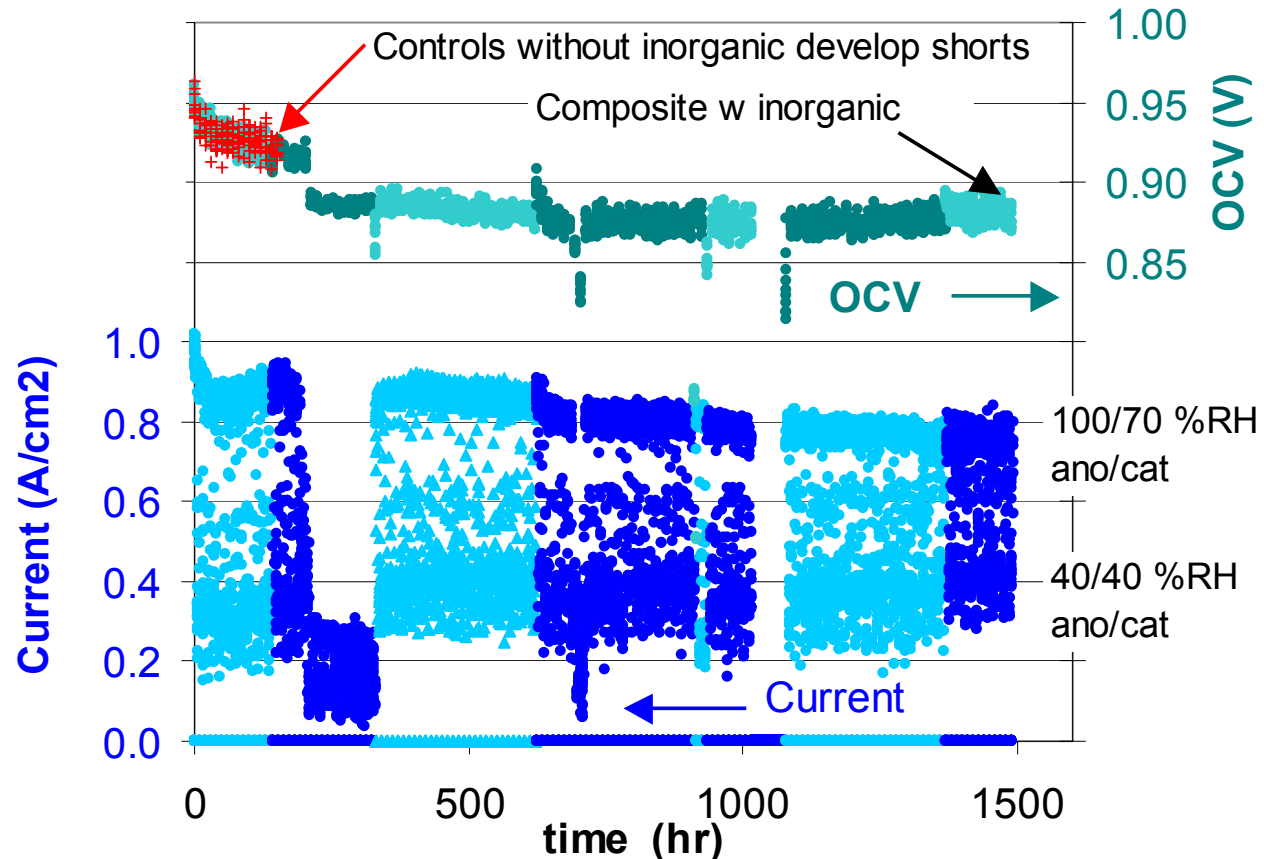 Controls without inorganic develop shorts
Composite w inorganic
1.00
0.95
0.90
0.85
OCV (V)
OCV
Current (A/cm2)
1.0
0.8
0.6
0.4
0.2
0.0
100/70 %RH
ano/cat
40/40 %RH
ano/cat
Current
0
500
1000
1500
time (hr)